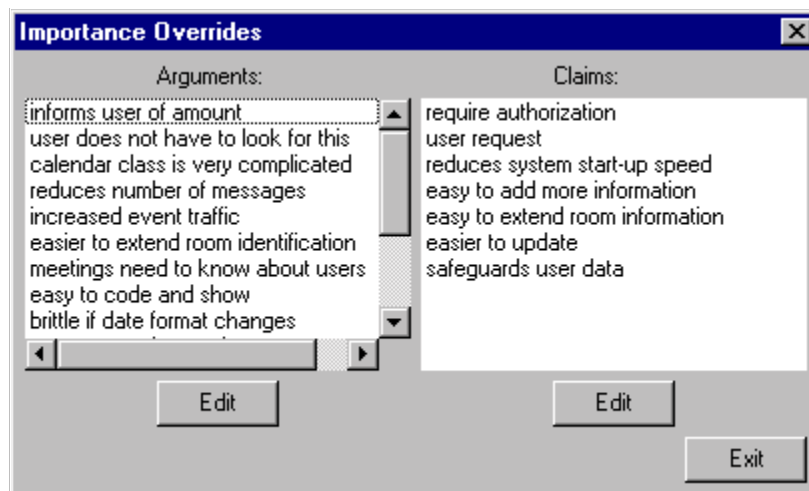 Importance Overrides
Arguments:
informs user of amount
user does not have to look for this
calendar class is very complicated
reduces number of messages
increased event traffic
easier to extend room identification
meetings need to know about users
easy to code and show
brittle if date format changes
Edit
Claims:
require authorization
user request
reduces system start-up speed
easy to add more information
easy to extend room information
easier to update
safeguards user data
Edit
Exit